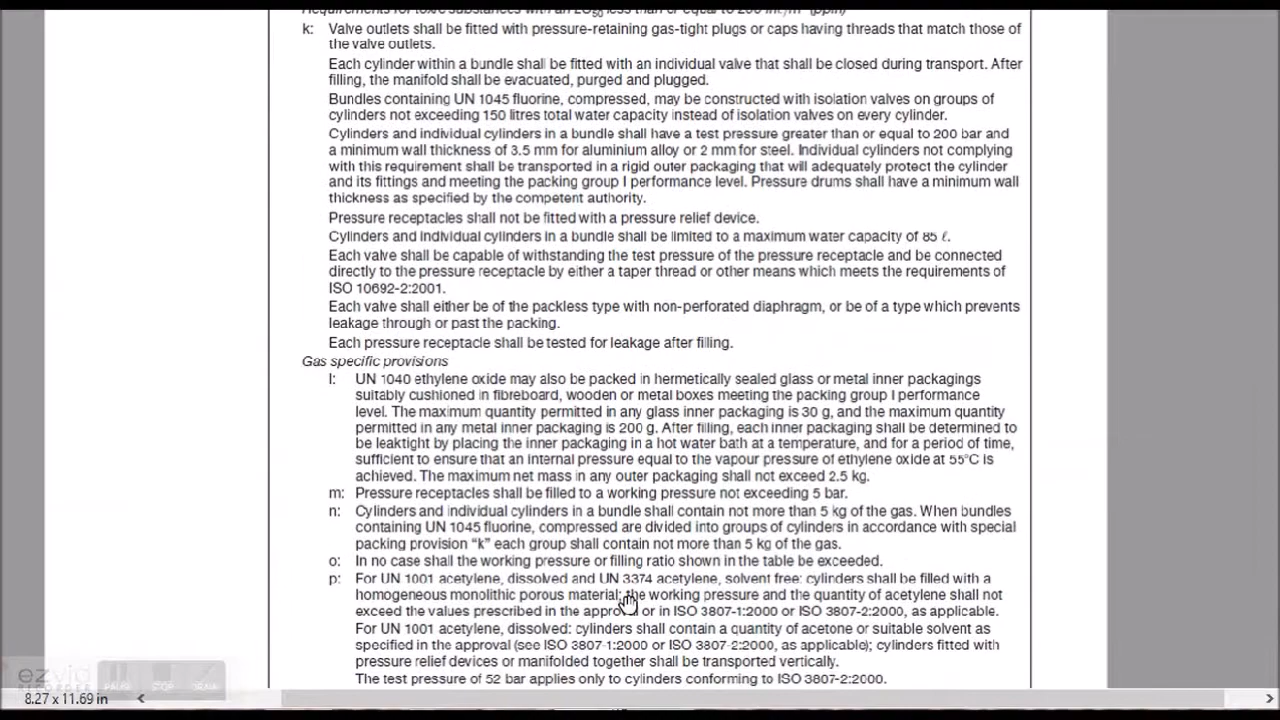 Requirements for toxic substances with an LC50 less than or equal to 200 mℓ/m³ (ppm)
k: Valve outlets shall be fitted with pressure-retaining gas-tight plugs or caps having threads that match those of
the valve outlets.
Each cylinder within a bundle shall be fitted with an individual valve that shall be closed during transport. After
filling, the manifold shall be evacuated, purged and plugged.
Bundles containing UN 1045 fluorine, compressed, may be constructed with isolation valves on groups of
cylinders not exceeding 150 litres total water capacity instead of isolation valves on every cylinder.
Cylinders and individual cylinders in a bundle shall have a test pressure greater than or equal to 200 bar and
a minimum wall thickness of 3.5 mm for aluminium alloy or 2 mm for steel. Individual cylinders not complying
with this requirement shall be transported in a rigid outer packaging that will adequately protect the cylinder
and its fittings and meeting the packing group I performance level. Pressure drums shall have a minimum wall
thickness as specified by the competent authority.
Pressure receptacles shall not be fitted with a pressure relief device.
Cylinders and individual cylinders in a bundle shall be limited to a maximum water capacity of 85 ℓ.
Each valve shall be capable of withstanding the test pressure of the pressure receptacle and be connected
directly to the pressure receptacle by either a taper thread or other means which meets the requirements of
ISO 10692-2:2001.
Each valve shall either be of the packless type with non-perforated diaphragm, or be of a type which prevents
leakage through or past the packing.
Each pressure receptacle shall be tested for leakage after filling.
Gas specific provisions
l: UN 1040 ethylene oxide may also be packed in hermetically sealed glass or metal inner packagings
suitably cushioned in fibreboard, wooden or metal boxes meeting the packing group I performance
level. The maximum quantity permitted in any glass inner packaging is 30 g, and the maximum quantity
permitted in any metal inner packaging is 200 g. After filling, each inner packaging shall be determined to
be leaktight by placing the inner packaging in a hot water bath at a temperature, and for a period of time,
sufficient to ensure that an internal pressure equal to the vapour pressure of ethylene oxide at 55°C is
achieved. The maximum net mass in any outer packaging shall not exceed 2.5 kg.
m: Pressure receptacles shall be filled to a working pressure not exceeding 5 bar.
n: Cylinders and individual cylinders in a bundle shall contain not more than 5 kg of the gas. When bundles
containing UN 1045 fluorine, compressed are divided into groups of cylinders in accordance with special
packing provision “k” each group shall contain not more than 5 kg of the gas.
o: In no case shall the working pressure or filling ratio shown in the table be exceeded.
p: For UN 1001 acetylene, dissolved and UN 3374 acetylene, solvent free: cylinders shall be filled with a
homogeneous monolithic porous material; the working pressure and the quantity of acetylene shall not
exceed the values prescribed in the approval or in ISO 3807-1:2000 or ISO 3807-2:2000, as applicable.
For UN 1001 acetylene, dissolved: cylinders shall contain a quantity of acetone or suitable solvent as
specified in the approval (see ISO 3807-1:2000 or ISO 3807-2:2000, as applicable); cylinders fitted with
pressure relief devices or manifolded together shall be transported vertically.
The test pressure of 52 bar applies only to cylinders conforming to ISO 3807-2:2000.
ezvid
RECORDER PAUSE STOP DRAW
8.27 x 11.69 in